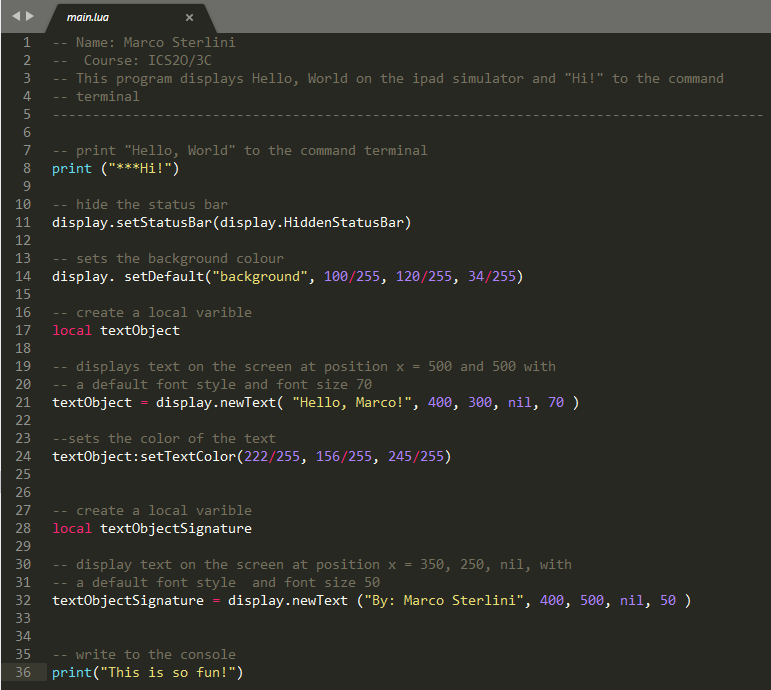 main.lua ×
1 -- Name: Marco Sterlini
2 --  Course: ICS2O/3C
3 -- This program displays Hello, World on the ipad simulator and "Hi!" to the command
4 -- terminal
5 -----------------------------------------------------------------------------------------
6
7 -- print "Hello, World" to the command terminal
8 print ("***Hi!")
9
10 -- hide the status bar
11 display.setStatusBar(display.HiddenStatusBar)
12
13 -- sets the background colour
14 display. setDefault("background", 100/255, 120/255, 34/255)
15
16 -- create a local varible
17 local textObject
18
19 -- displays text on the screen at position x = 500 and 500 with
20 -- a default font style and font size 70
21 textObject = display.newText( "Hello, Marco!", 400, 300, nil, 70 )
22
23 --sets the color of the text
24 textObject:setTextColor(222/255, 156/255, 245/255)
25
26
27 -- create a local varible
28 local textObjectSignature
29
30 -- display text on the screen at position x = 350, 250, nil, with
31 -- a default font style  and font size 50
32 textObjectSignature = display.newText ("By: Marco Sterlini", 400, 500, nil, 50 )
33
34
35 -- write to the console
36 print("This is so fun!")